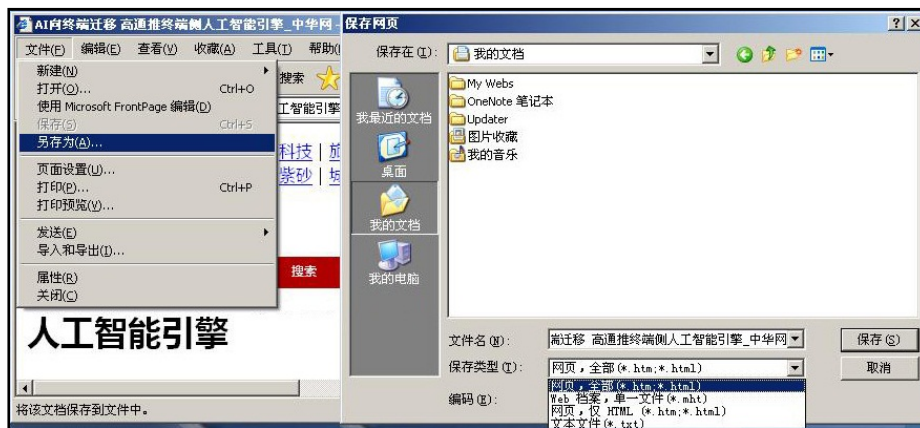 AI向终端迁移 高通推终端侧人工智能引擎_中华网 -
文件(F) 编辑(E) 查看(V) 收藏(A) 工具(T) 帮助(
新建(N)
打开(O)... Ctrl+O
使用 Microsoft FrontPage 编辑(D)
保存(S) Ctrl+S
另存为(A)...
页面设置(U)...
打印(P)... Ctrl+P
打印预览(V)...
发送(E)
导入和导出(I)...
属性(R)
关闭(C)
搜索
工智能引擎
科技 | 旅
紫砂 | 城
搜索
人工智能引擎
将该文档保存到文件中。
保存网页
保存在(I):
我的文档
我最近的文档
桌面
我的文档
我的电脑
My Webs
OneNote 笔记本
Updater
图片收藏
我的音乐
文件名(N): 端迁移 高通推终端侧人工智能引擎_中华网 保存(S)
保存类型(T): 网页，全部(*.htm;*.html) 取消
编码(E):
网页，全部(*.htm;*.html)
Web 档案，单一文件(*.mht)
网页，仅 HTML (*.htm;*.html)
文本文件(*.txt)